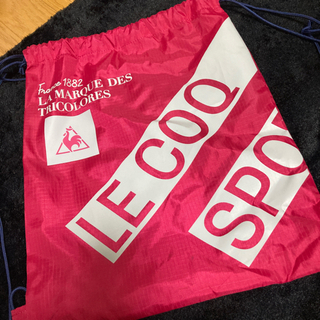 France 1882
LA MARQUE DES
TRICOLORES
LE COQ
SPO